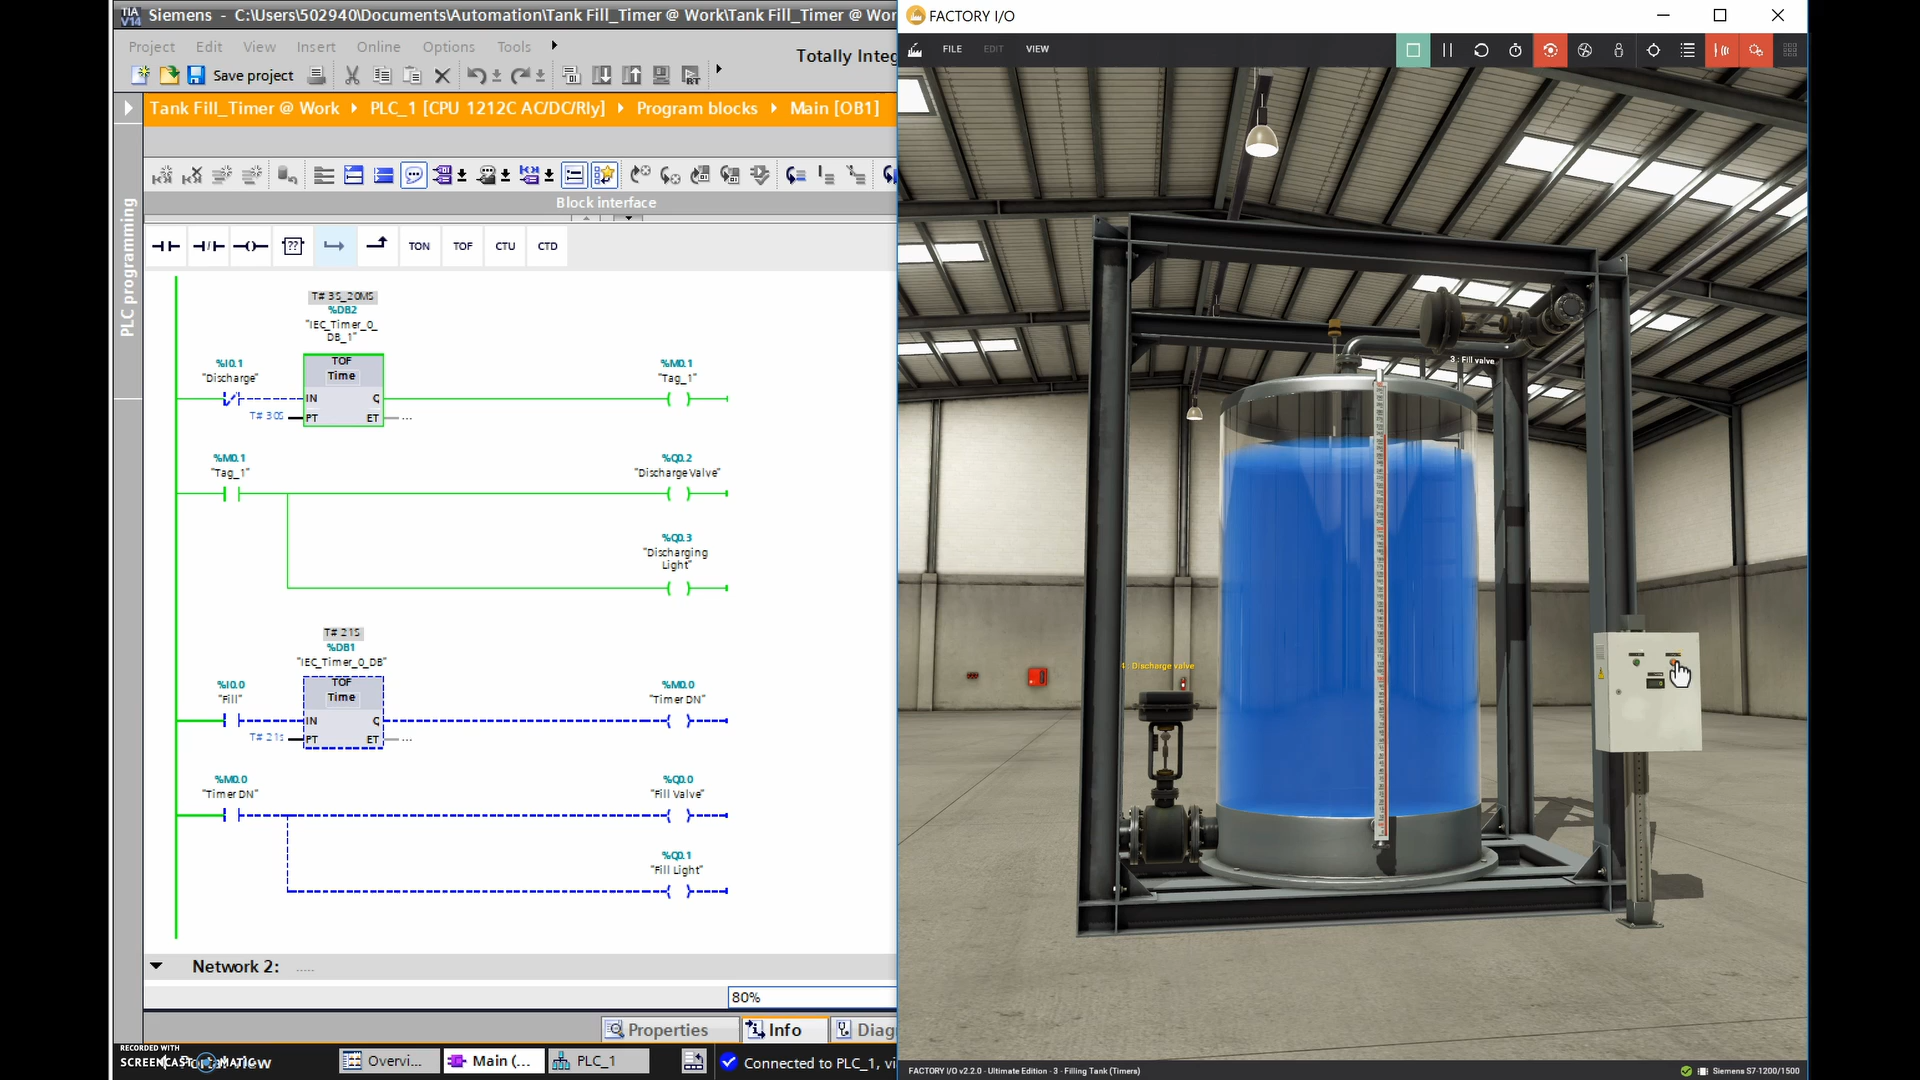 TIA
V14
Siemens - C:\Users\502940\Documents\Automation\Tank Fill_Timer @ Work\Tank Fill_Timer @ Wor
Project Edit View Insert Online Options Tools
Totally Integ
Save project
Tank Fill_Timer @ Work PLC_1 [CPU 1212C AC/DC/Rly] Program blocks Main [OB1]
PLC programming
Block interface
?? TON TOF CTU CTD
T# 3S_20MS
%DB2
"IEC_Timer_0_
DB_1"
%I0.1
"Discharge"
TOF
Time
IN Q
T# 30S PT ET ...
%M0.1
"Tag_1"
%M0.1
"Tag_1"
%Q0.2
"Discharge Valve"
%Q0.3
"Discharging
Light"
T# 21S
%DB1
"IEC_Timer_0_DB"
%I0.0
"Fill"
TOF
Time
IN Q
T# 21s PT ET ...
%M0.0
"Timer DN"
%M0.0
"Timer DN"
%Q0.0
"Fill Valve"
%Q0.1
"Fill Light"
Network 2: .....
80%
Properties Info Diag
RECORDED WITH
SCREENCAST MATIC
Portal view
Overvi... Main (... PLC_1 Connected to PLC_1, vi
FACTORY I/O
FILE EDIT VIEW
3 : Fill valve
4 : Discharge valve
FACTORY I/O v2.2.0 - Ultimate Edition - 3 - Filling Tank (Timers)
Siemens S7-1200/1500